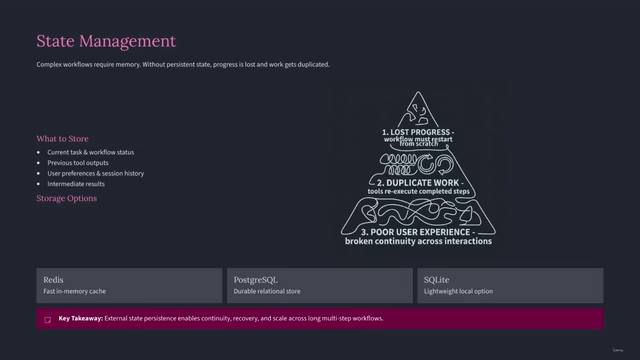 State Management
Complex workflows require memory. Without persistent state, progress is lost and work gets duplicated.
What to Store
Current task & workflow status
Previous tool outputs
User preferences & session history
Intermediate results
Storage Options
1. LOST PROGRESS -
workflow must restart
from scratch
2. DUPLICATE WORK -
tools re-execute completed steps
3. POOR USER EXPERIENCE -
broken continuity across interactions
Redis
Fast in-memory cache
PostgreSQL
Durable relational store
SQLite
Lightweight local option
Key Takeaway: External state persistence enables continuity, recovery, and scale across long multi-step workflows.